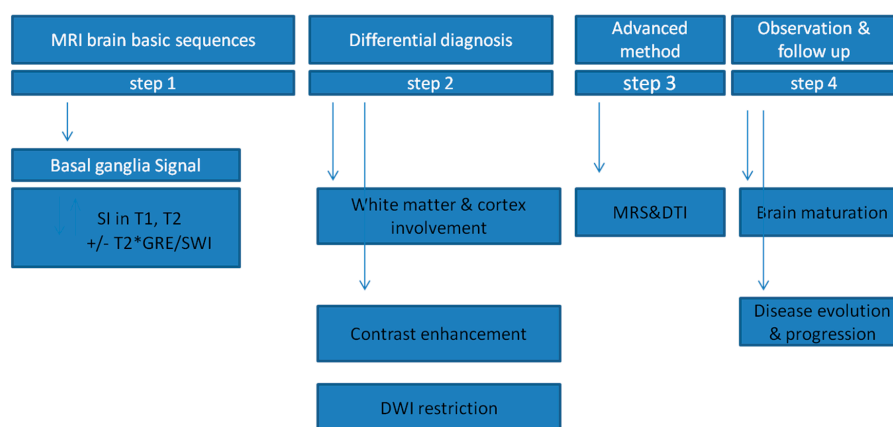 MRI brain basic sequences
step 1
Basal ganglia Signal
SI in T1, T2
+/- T2*GRE/SWI
Differential diagnosis
step 2
White matter & cortex
involvement
Contrast enhancement
DWI restriction
Advanced
method
step 3
MRS&DTI
Observation &
follow up
step 4
Brain maturation
Disease evolution
& progression